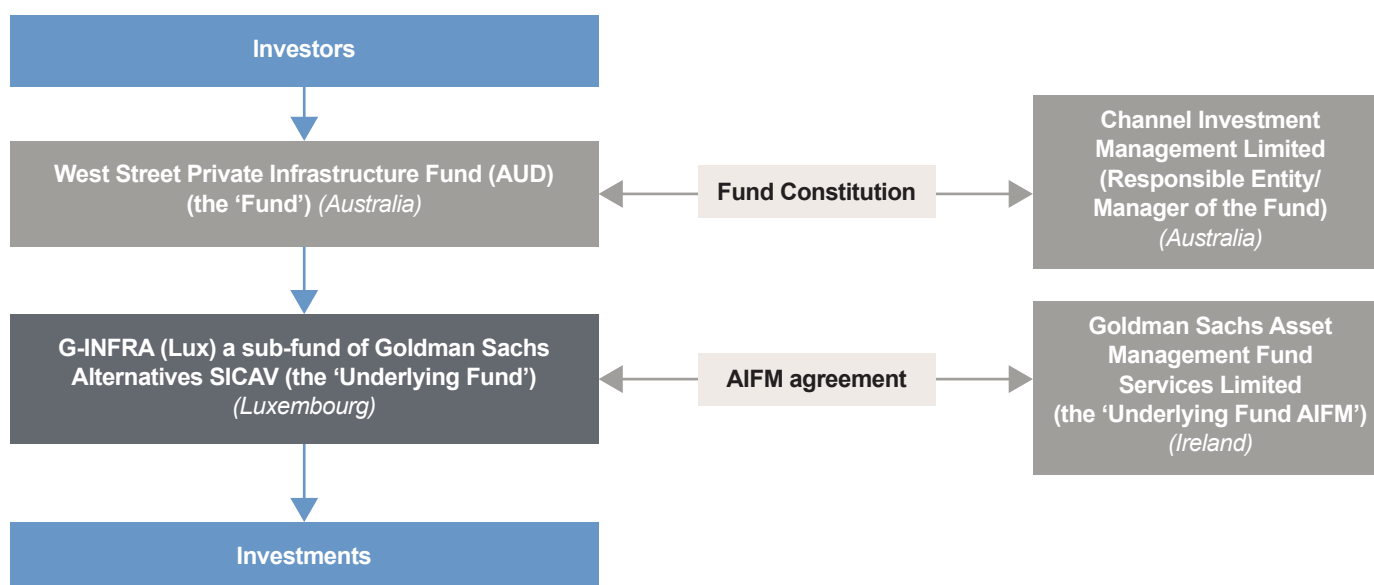 Investors
West Street Private Infrastructure Fund (AUD)
(the ‘Fund’) (Australia)
Fund Constitution
Channel Investment
Management Limited
(Responsible Entity/
Manager of the Fund)
(Australia)
G-INFRA (Lux) a sub-fund of Goldman Sachs
Alternatives SICAV (the ‘Underlying Fund’)
(Luxembourg)
AIFM agreement
Goldman Sachs Asset
Management Fund
Services Limited
(the ‘Underlying Fund AIFM’)
(Ireland)
Investments